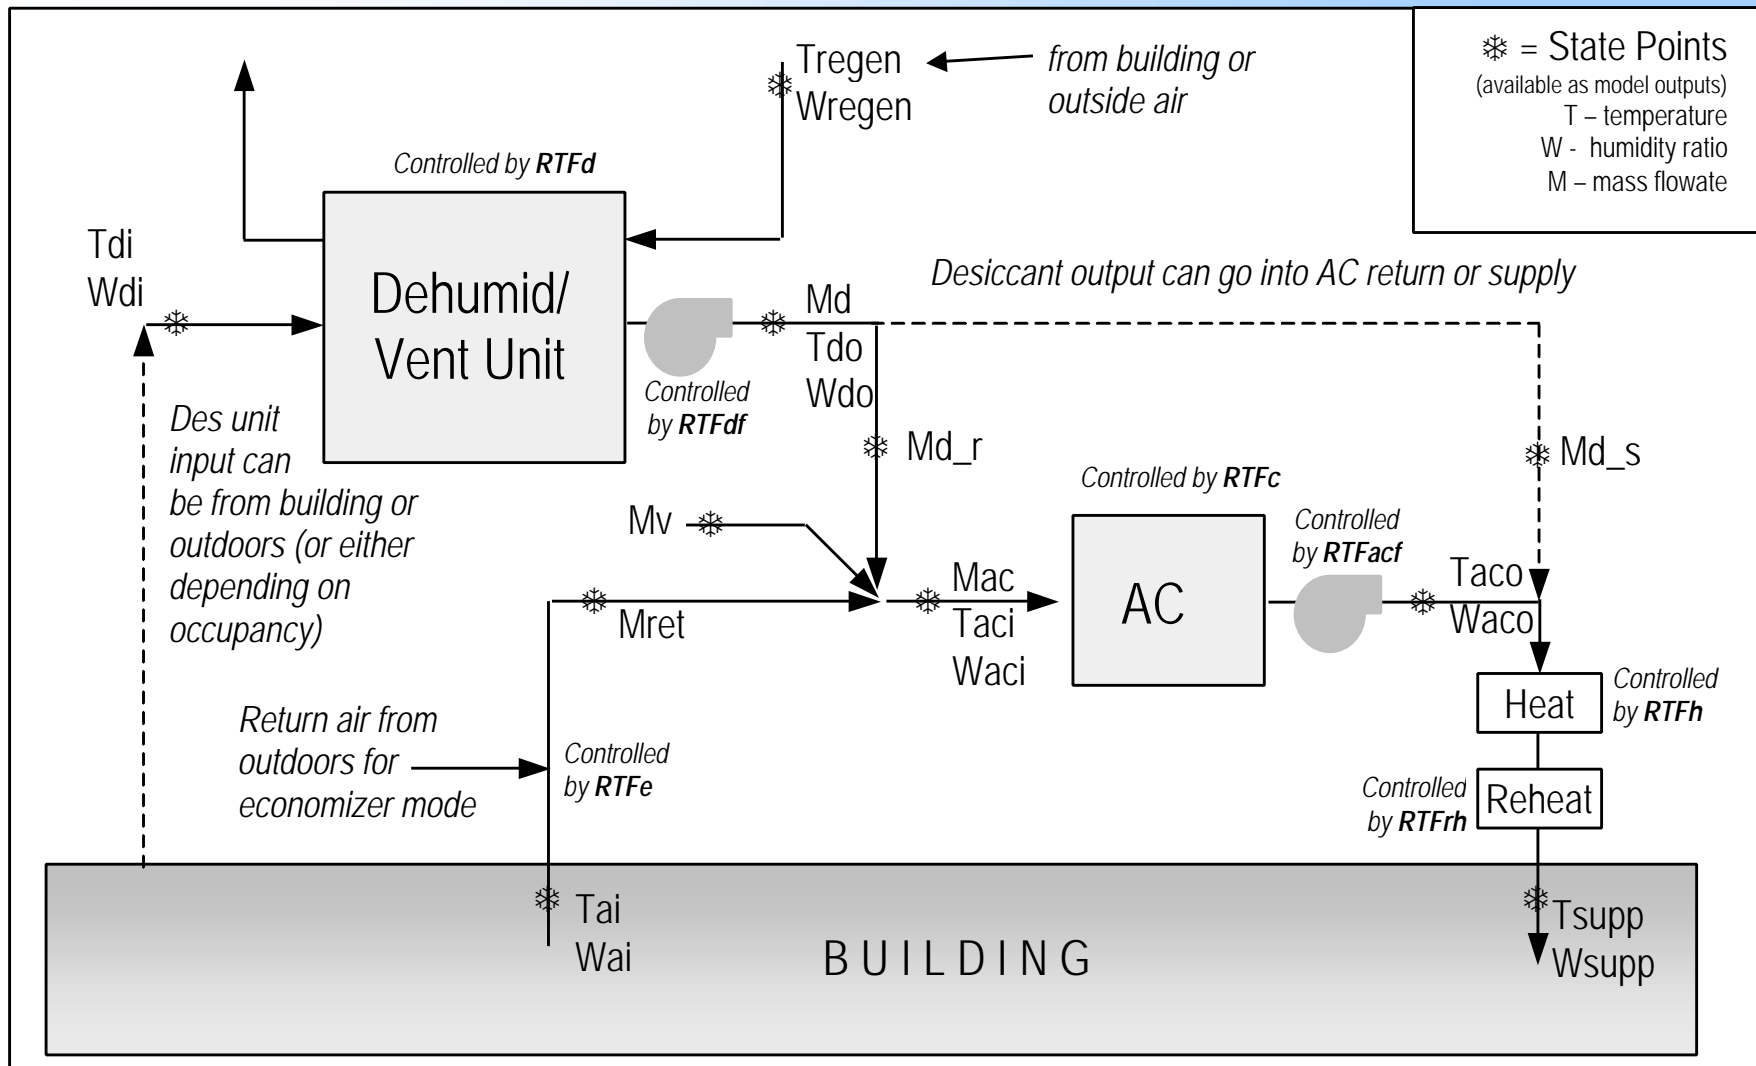 ❉ = State Points
(available as model outputs)
T – temperature
W - humidity ratio
M – mass flowate
Tregen
Wregen
from building or
outside air
Controlled by RTFd
Tdi
Wdi
Dehumid/
Vent Unit
Desiccant output can go into AC return or supply
Md
Tdo
Wdo
Controlled
by RTFdf
Des unit
input can
be from building or
outdoors (or either
depending on
occupancy)
Md_r
Md_s
Mv
Controlled by RTFc
Controlled
by RTFacf
Mret
Mac
Taci
Waci
AC
Taco
Waco
Heat
Controlled
by RTFh
Return air from
outdoors for
economizer mode
Controlled
by RTFe
Controlled
by RTFrh
Reheat
Tai
Wai
BUILDING
Tsupp
Wsupp